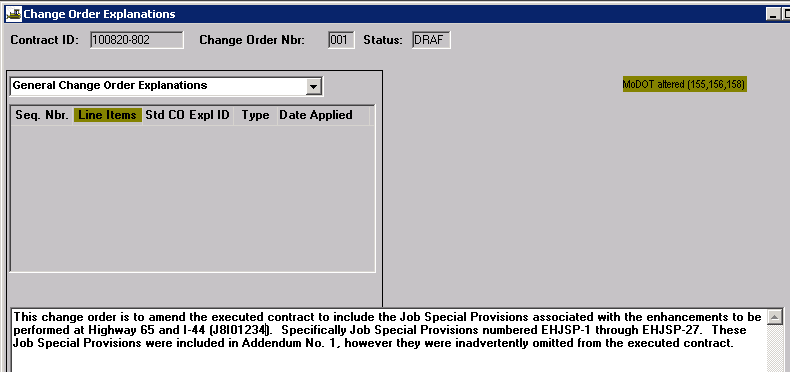 Change Order Explanations
Contract ID: 100820-802 Change Order Nbr: 001 Status: DRAF
General Change Order Explanations
MoDOT altered (155,156,158)
Seq. Nbr. Line Items Std CO Expl ID Type Date Applied
This change order is to amend the executed contract to include the Job Special Provisions associated with the enhancements to be
performed at Highway 65 and I-44 (J8I01234). Specifically Job Special Provisions numbered EHJSP-1 through EHJSP-27. These
Job Special Provisions were included in Addendum No. 1, however they were inadvertently omitted from the executed contract.